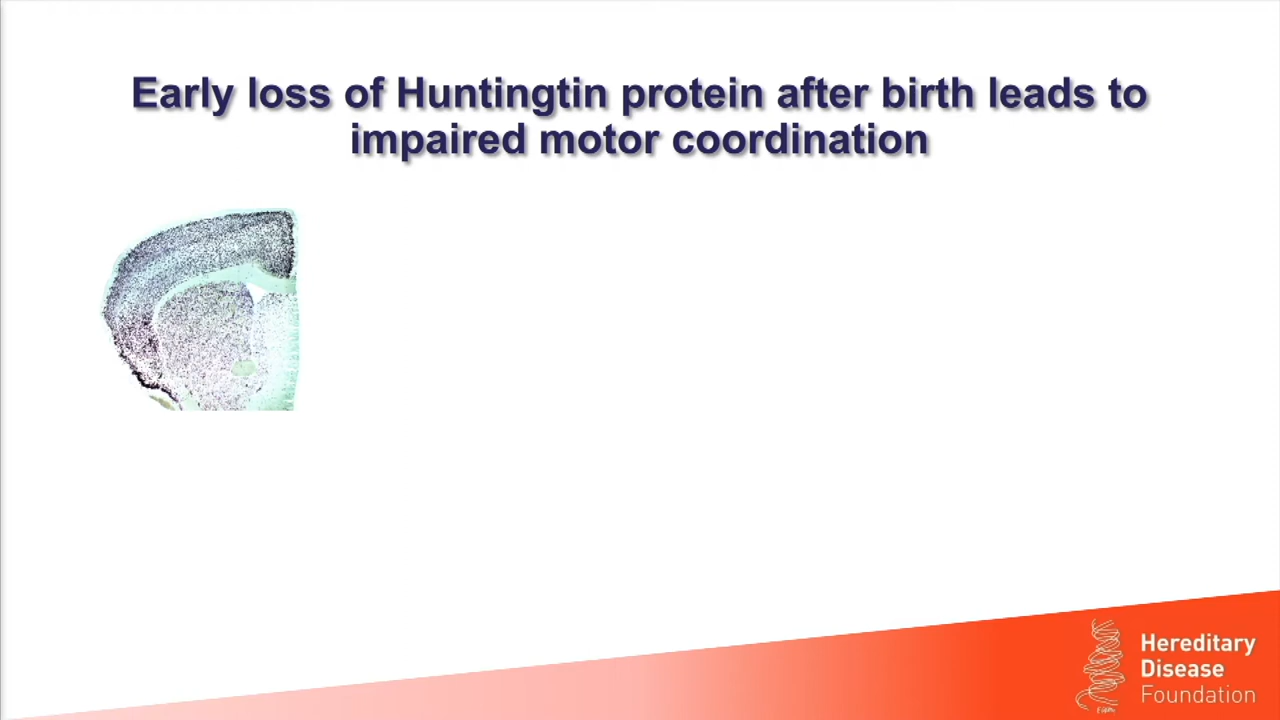 Early loss of Huntingtin protein after birth leads to
impaired motor coordination
Hereditary
Disease
Foundation